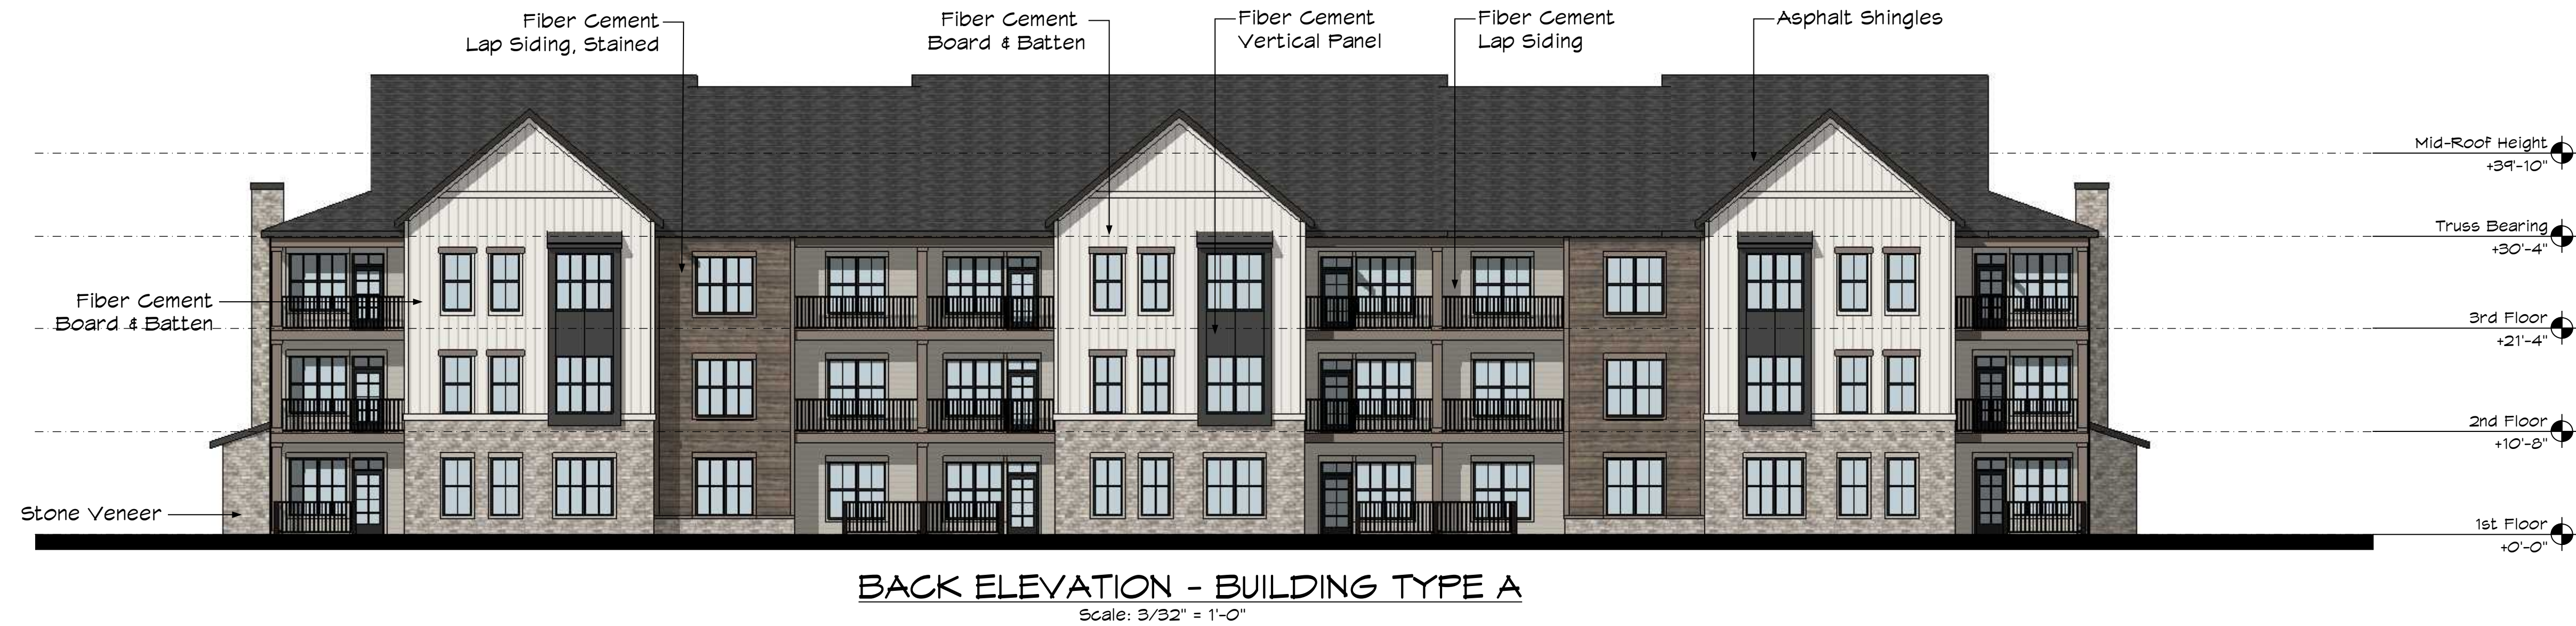 Fiber Cement
Lap Siding, Stained
Fiber Cement
Board & Batten
Fiber Cement
Vertical Panel
Fiber Cement
Lap Siding
Asphalt Shingles
Mid-Roof Height
+39'-10"
Truss Bearing
+30'-4"
Fiber Cement
Board & Batten
3rd Floor
+21'-4"
2nd Floor
+10'-8"
Stone Veneer
1st Floor
+0'-0"
BACK ELEVATION - BUILDING TYPE A
Scale: 3/32" = 1'-0"